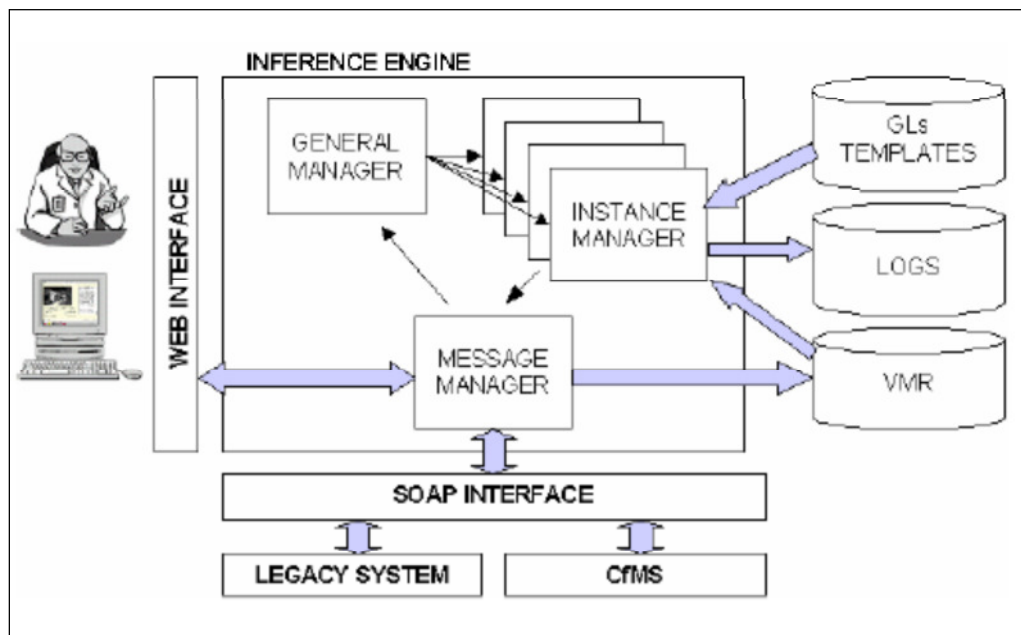 INFERENCE ENGINE
WEB INTERFACE
GENERAL
MANAGER
INSTANCE
MANAGER
MESSAGE
MANAGER
GLs
TEMPLATES
LOGS
VMR
SOAP INTERFACE
LEGACY SYSTEM
CfMS